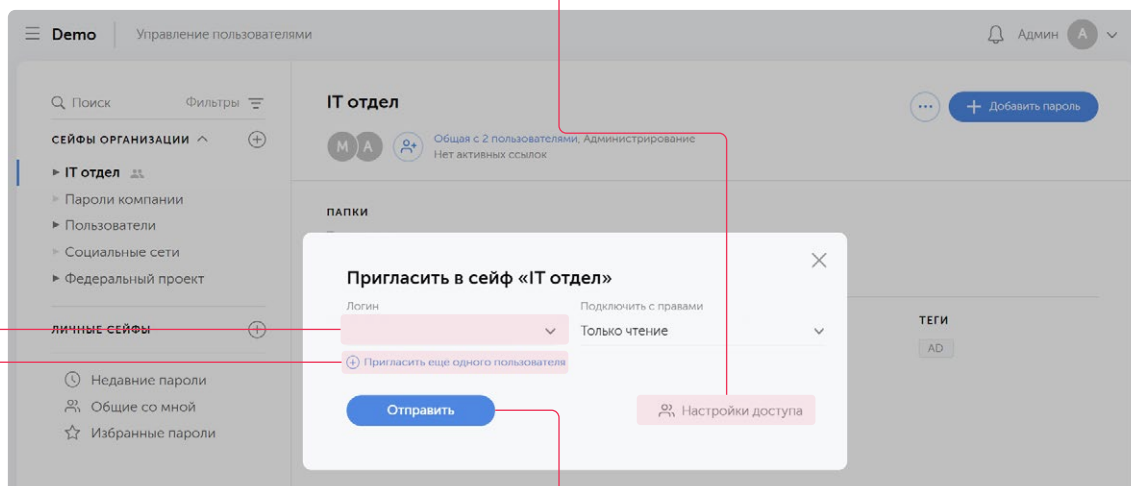 Demo
Управление пользователями
Админ
А
Поиск
Фильтры
СЕЙФЫ ОРГАНИЗАЦИИ
IT отдел
Пароли компании
Пользователи
Социальные сети
Федеральный проект
ЛИЧНЫЕ СЕЙФЫ
Недавние пароли
Общие со мной
Избранные пароли
IT отдел
Добавить пароль
М А
Общая с 2 пользователями, Администрирование
Нет активных ссылок
ПАПКИ
Пригласить в сейф «IT отдел»
Логин
Подключить с правами
Только чтение
Пригласить еще одного пользователя
Отправить
Настройки доступа
ТЕГИ
AD